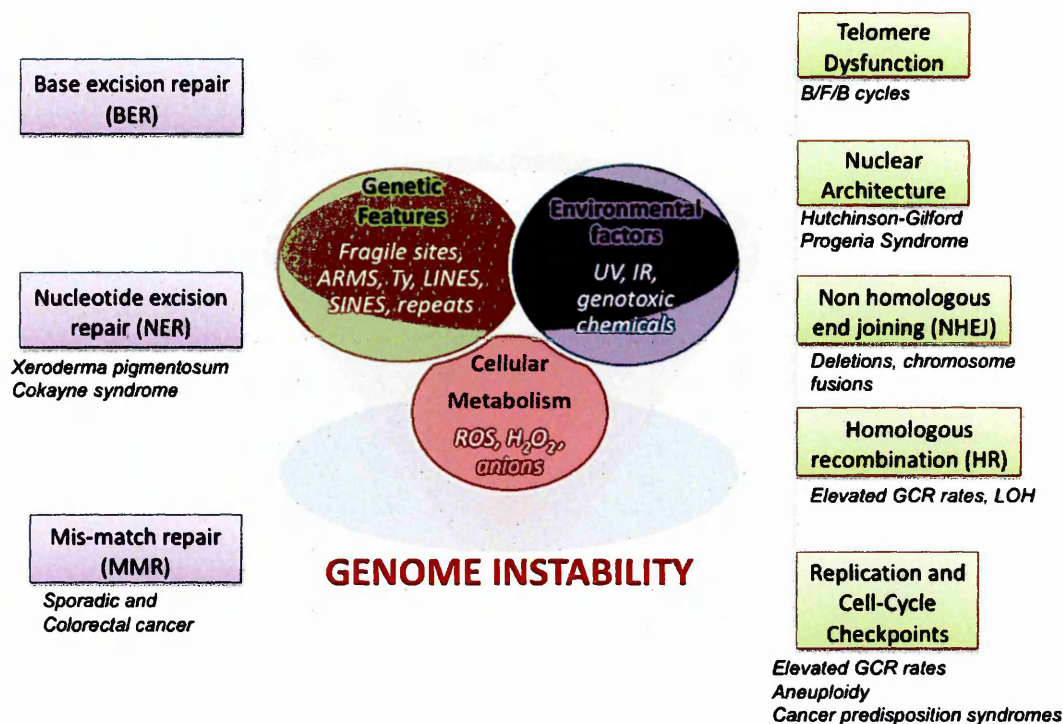 Base excision repair
(BER)
Nucleotide excision
repair (NER)
Xeroderma pigmentosum
Cokayne syndrome
Mis-match repair
(MMR)
Sporadic and
Colorectal cancer
Genetic
Features
Fragile sites,
ARMS, Ty, LINES,
SINES, repeats
Environmental
factors
UV, IR,
genotoxic
chemicals
Cellular
Metabolism
ROS, H₂O₂,
anions
GENOME INSTABILITY
Telomere
Dysfunction
B/F/B cycles
Nuclear
Architecture
Hutchinson-Gilford
Progeria Syndrome
Non homologous
end joining (NHEJ)
Deletions, chromosome
fusions
Homologous
recombination (HR)
Elevated GCR rates, LOH
Replication and
Cell-Cycle
Checkpoints
Elevated GCR rates
Aneuploidy
Cancer predisposition syndromes